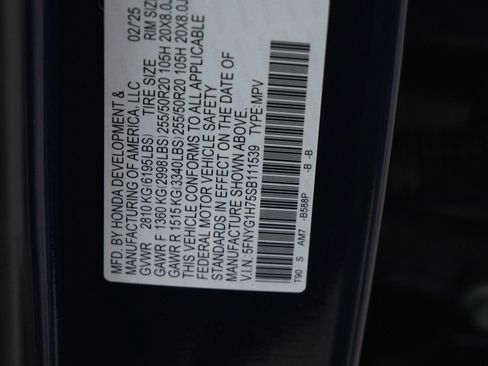 MFD. BY HONDA DEVELOPMENT & 02/25
MANUFACTURING OF AMERICA, LLC
GVWR 2810 KG(6195LBS) TIRE SIZE RIM SIZE
GAWR F 1360 KG(2998LBS) 255/50R20 105H 20X8.0J
GAWR R 1515 KG(3340LBS) 255/50R20 105H 20X8.0J
THIS VEHICLE CONFORMS TO ALL APPLICABLE
FEDERAL MOTOR VEHICLE SAFETY
STANDARDS IN EFFECT ON THE DATE OF
MANUFACTURE SHOWN ABOVE.
V.I.N: 5FNYG1H75SB111539 TYPE:MPV
T90 S AM7 -B588P -B -B